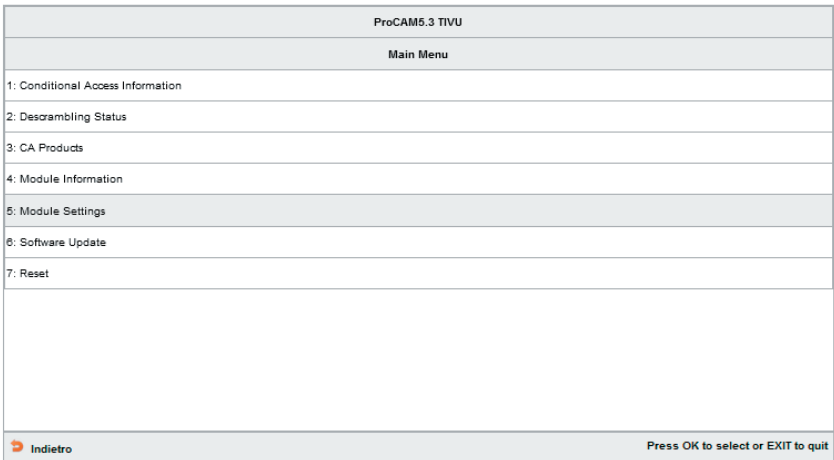 ProCAM5.3 TIVU
Main Menu
1: Conditional Access Information
2: Descrambling Status
3: CA Products
4: Module Information
5: Module Settings
6: Software Update
7: Reset
Indietro
Press OK to select or EXIT to quit